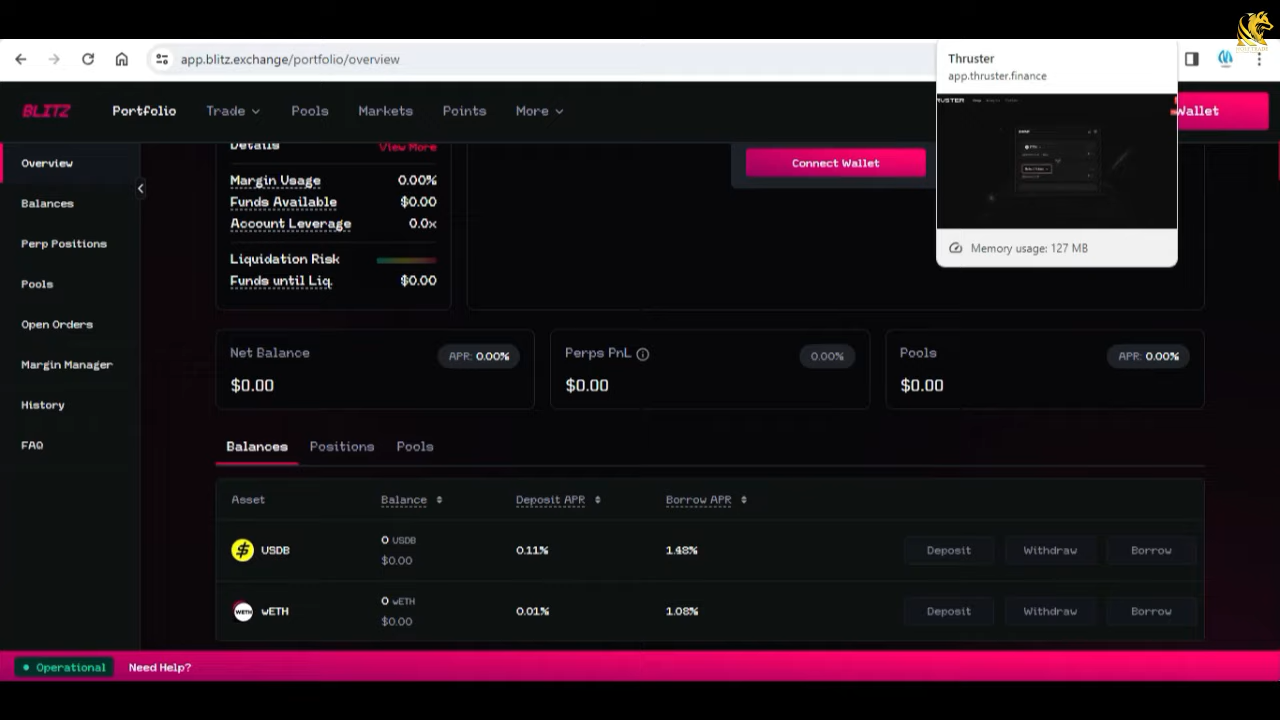 Thruster
app.thruster.finance
app.blitz.exchange/portfolio/overview
BLITZ
Portfolio
Trade
Pools
Markets
Points
More
Wallet
Memory usage: 127 MB
Overview
Balances
Perp Positions
Pools
Open Orders
Margin Manager
History
FAQ
Details
View More
Margin Usage 0.00%
Funds Available $0.00
Account Leverage 0.0x
Liquidation Risk
Funds until Liq. $0.00
Connect Wallet
Net Balance APR: 0.00%
$0.00
Perps PnL 0.00%
$0.00
Pools APR: 0.00%
$0.00
Balances Positions Pools
Asset Balance Deposit APR Borrow APR
USDB 0 USDB 0.11% 1.48% Deposit Withdraw Borrow
$0.00
WETH wETH 0 wETH 0.01% 1.08% Deposit Withdraw Borrow
$0.00
Operational Need Help?